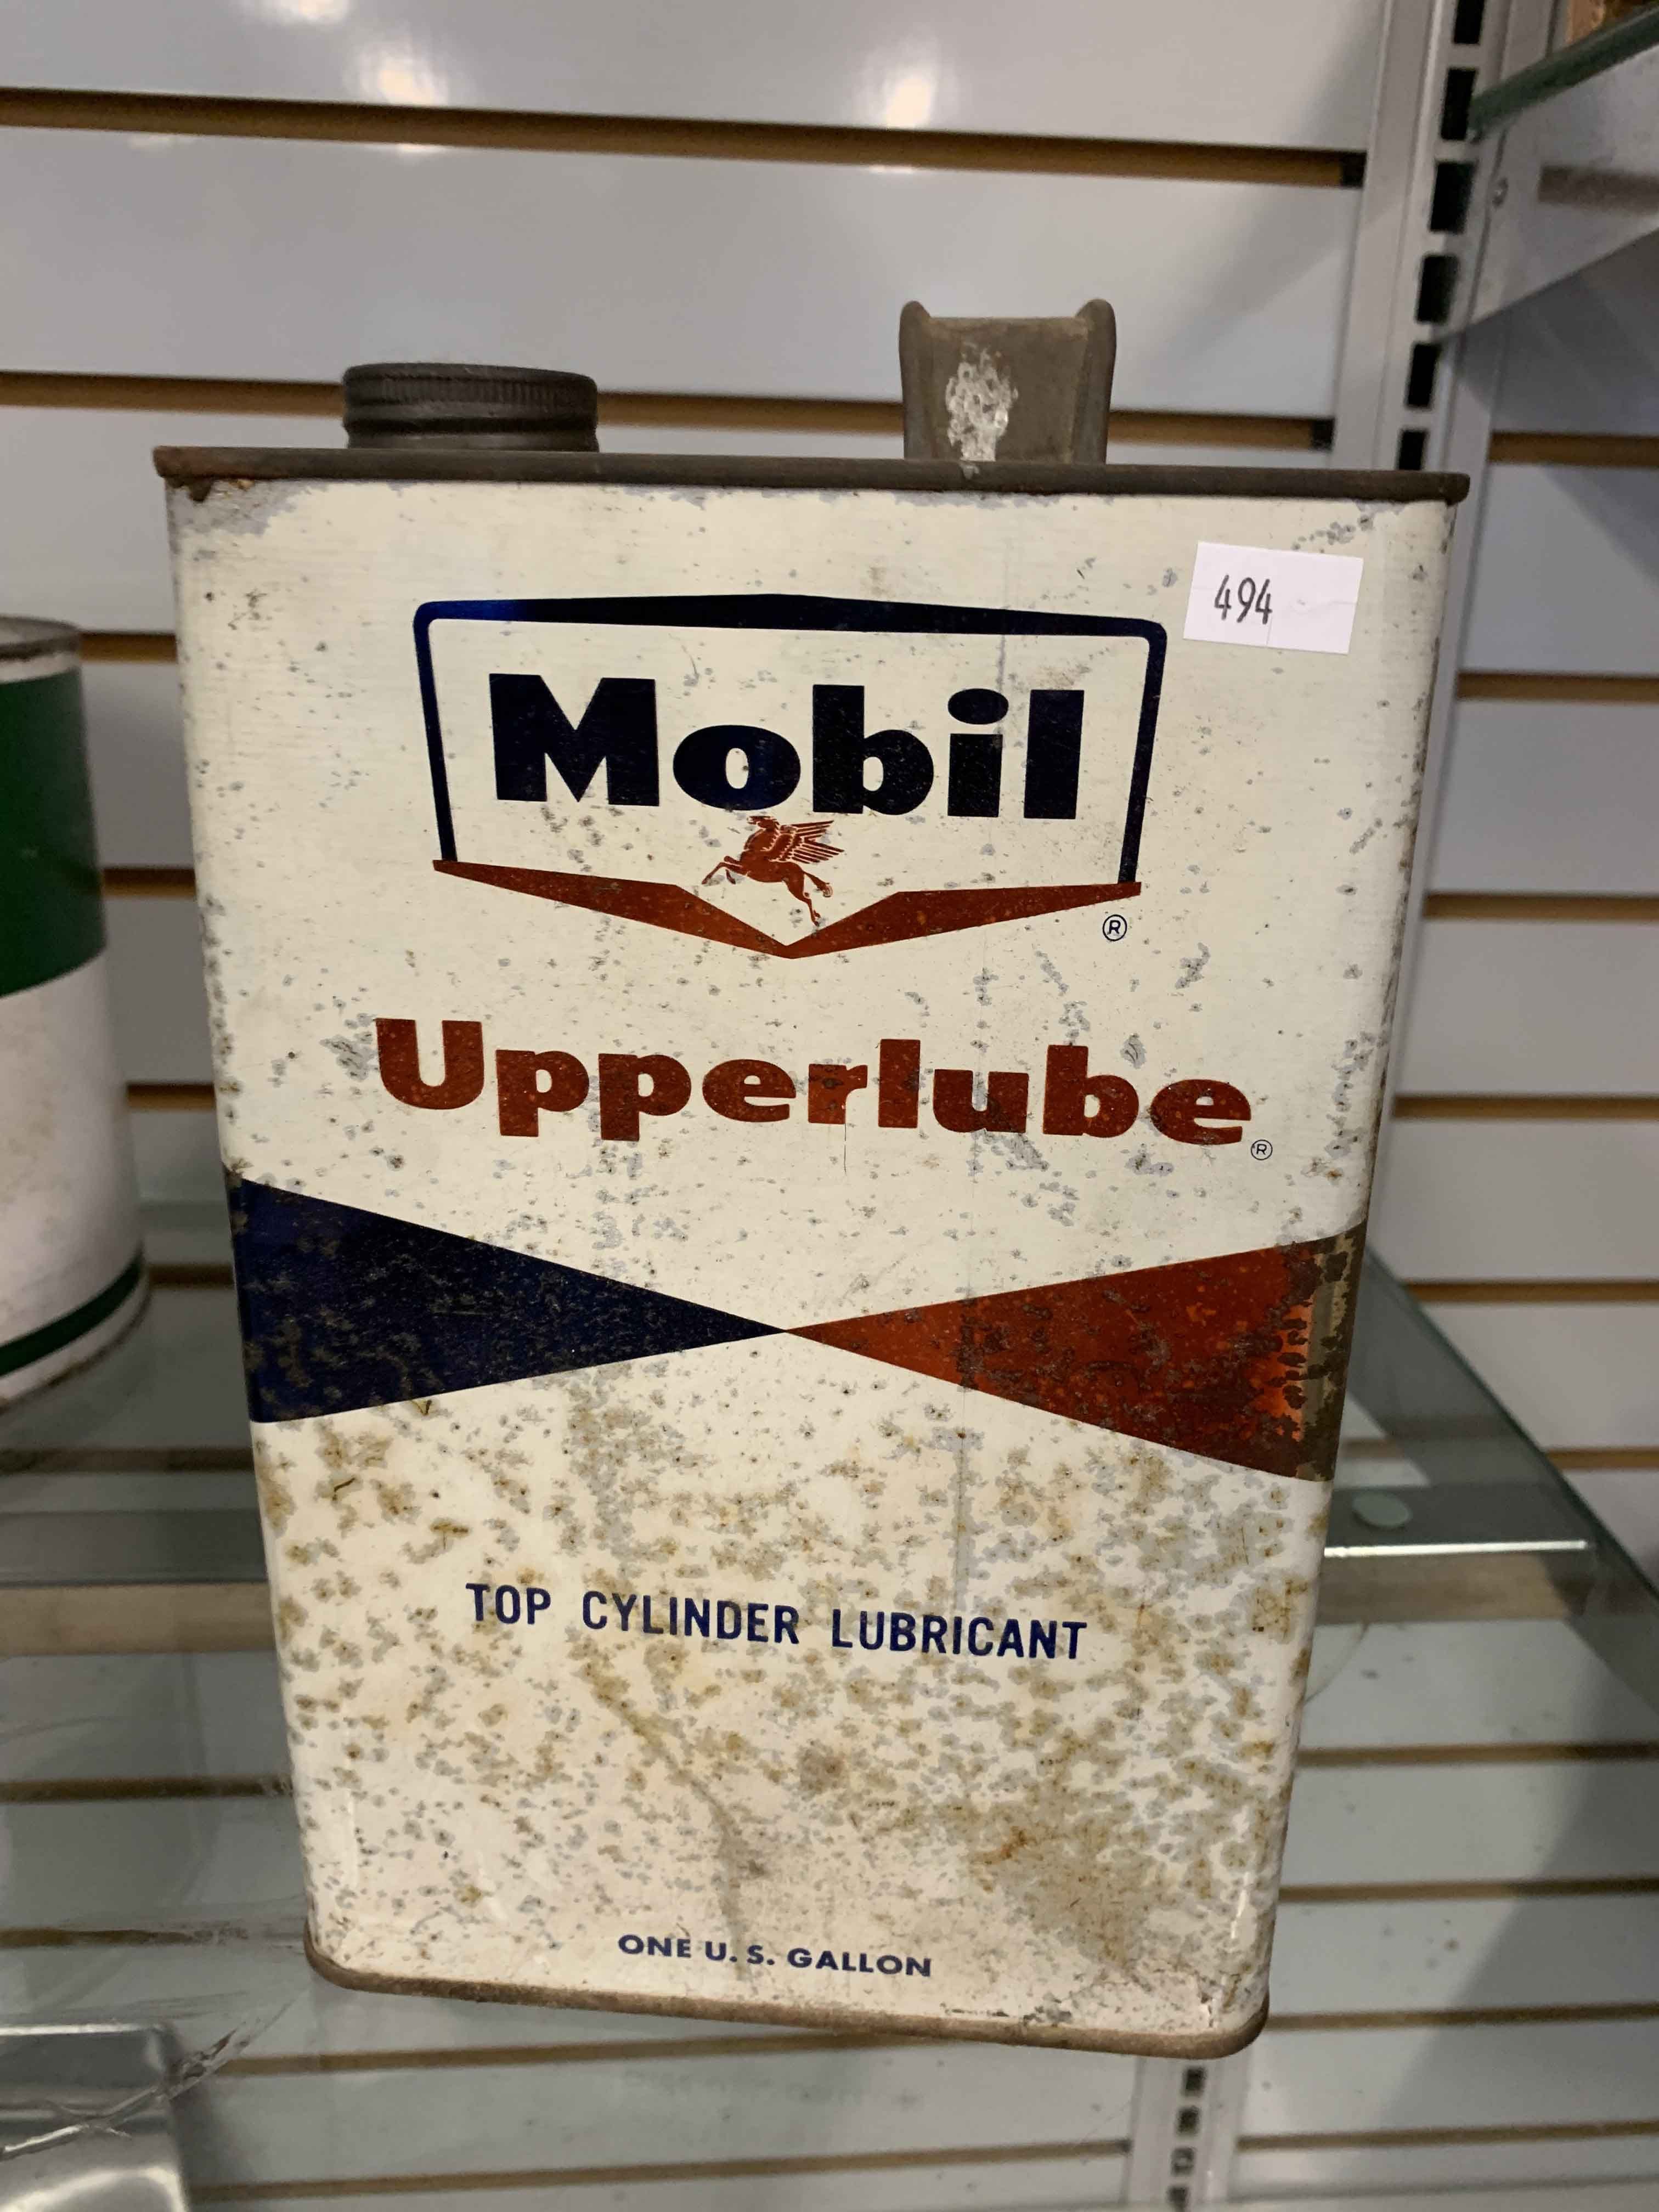 494
Mobil
®
Upperlube
®
TOP CYLINDER LUBRICANT
ONE U. S. GALLON